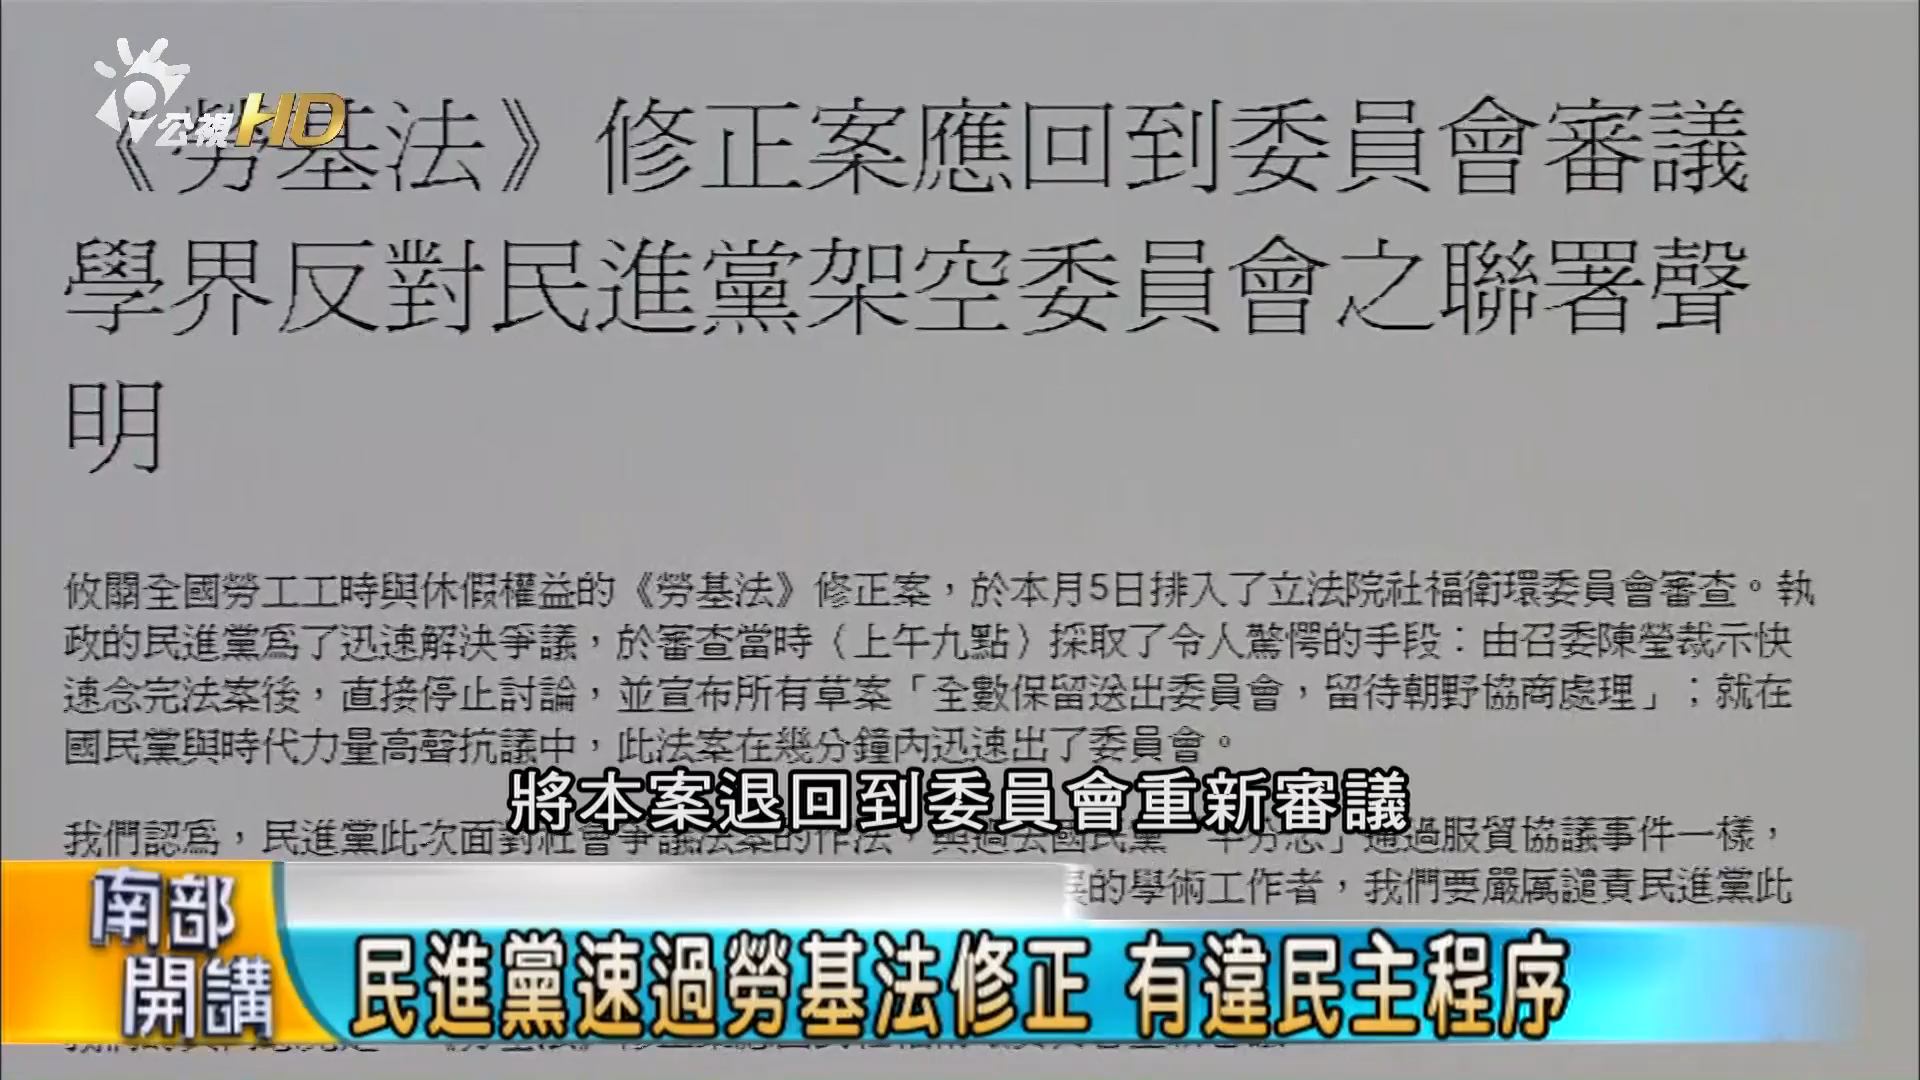 公視HD
《勞基法》修正案應回到委員會審議
學界反對民進黨架空委員會之聯署聲
明
攸關全國勞工工時與休假權益的《勞基法》修正案，於本月5日排入了立法院社福衛環委員會審查。執
政的民進黨為了迅速解決爭議，於審查當時（上午九點）採取了令人驚愕的手段：由召委陳瑩裁示快
速念完法案後，直接停止討論，並宣布所有草案「全數保留送出委員會，留待朝野協商處理」；就在
國民黨與時代力量高聲抗議中，此法案在幾分鐘內迅速出了委員會。
將本案退回到委員會重新審議
我們認為，民進黨此次面對社會爭議法案的作法，與過去國民黨「半分忠」通過服貿協議事件一樣，
的學術工作者，我們要嚴厲譴責民進黨此
南部
開講
民進黨速過勞基法修正 有違民主程序